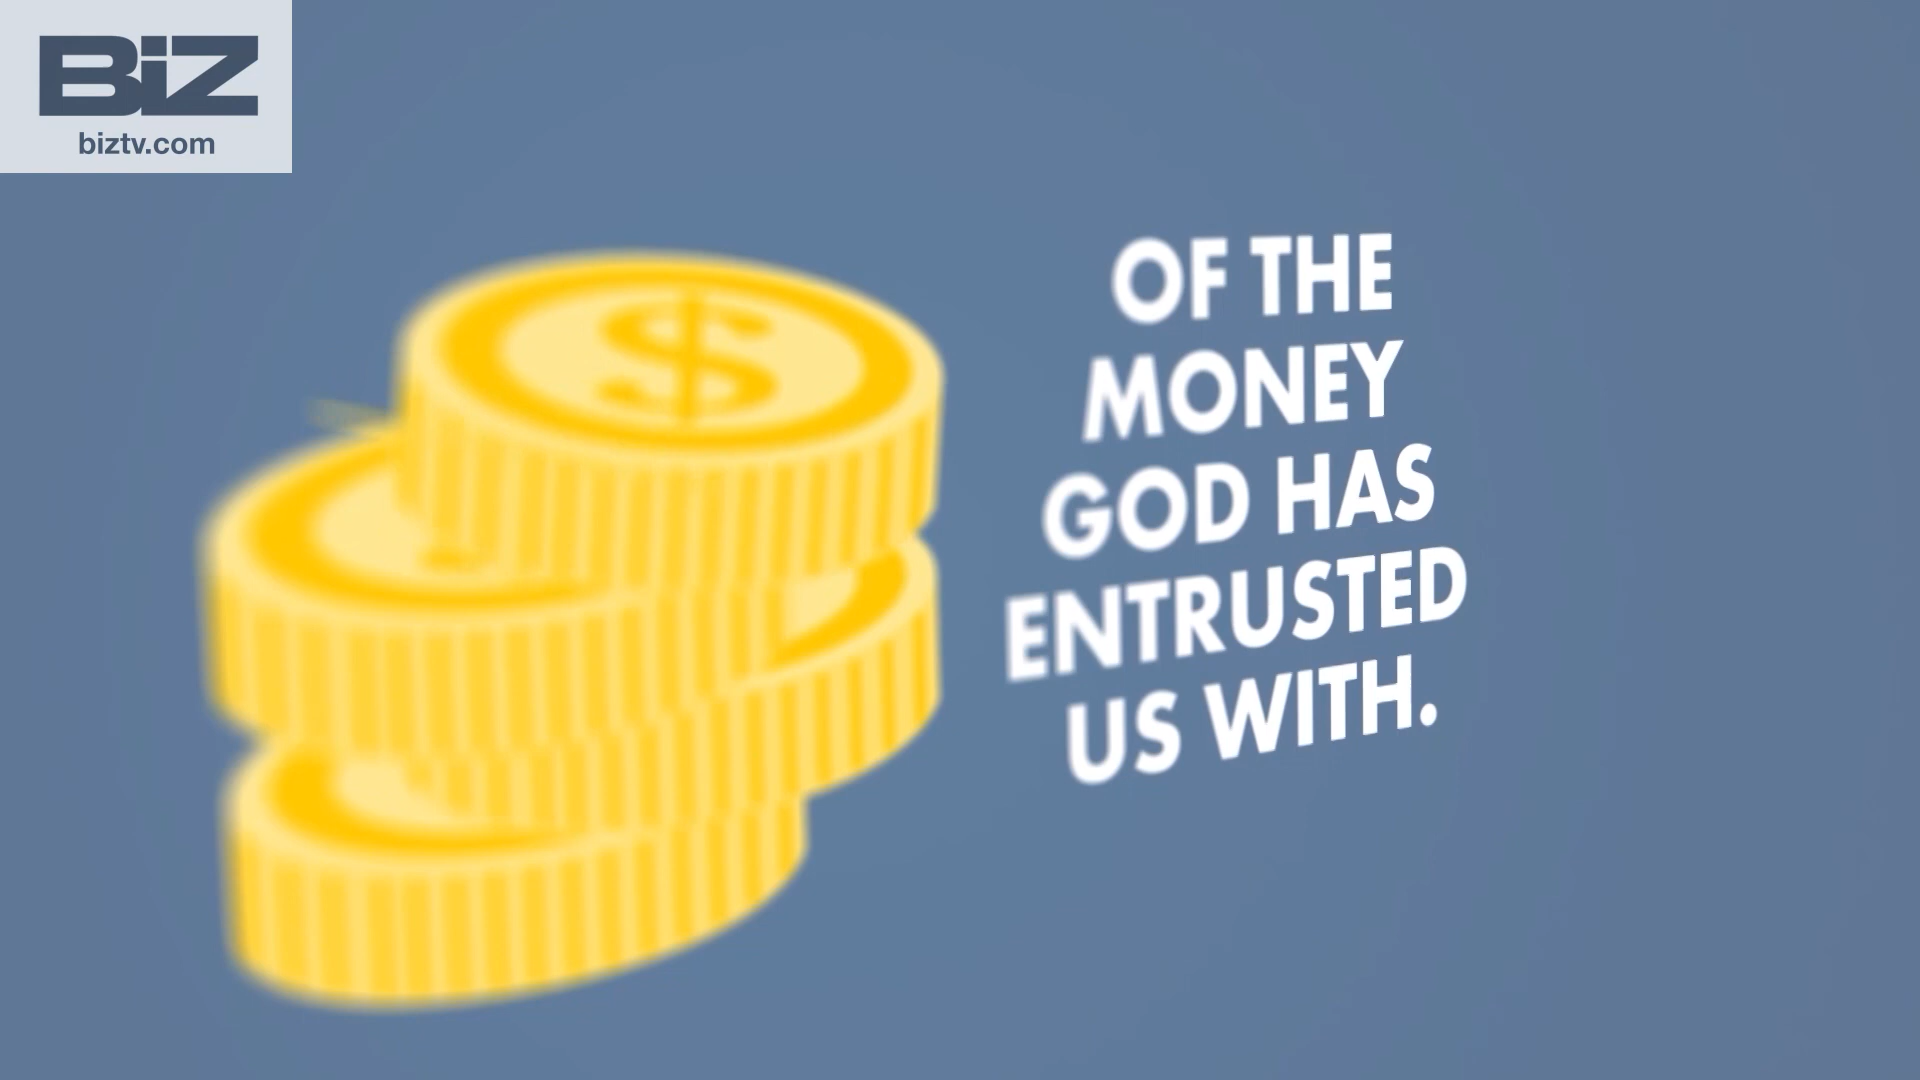 BiZ
biztv.com
OF THE
MONEY
GOD HAS
ENTRUSTED
US WITH.
$